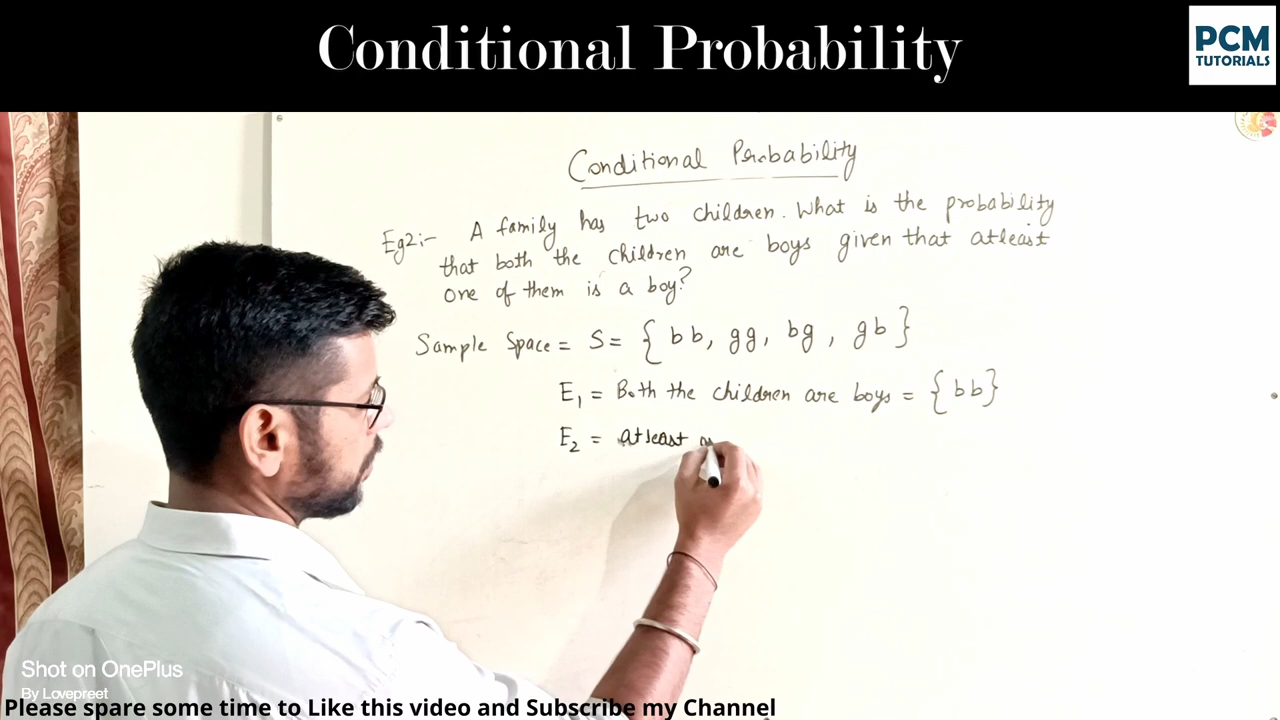 Conditional Probability
PCM
TUTORIALS
Conditional Probability
Eg2:- A family has two children. What is the probability
that both the children are boys given that atleast
one of them is a boy?
Sample Space = S = { bb, gg, bg, gb }
E1 = Both the children are boys = {bb}
E2 = atleast
Shot on OnePlus
By Lovepreet
Please spare some time to Like this video and Subscribe my Channel